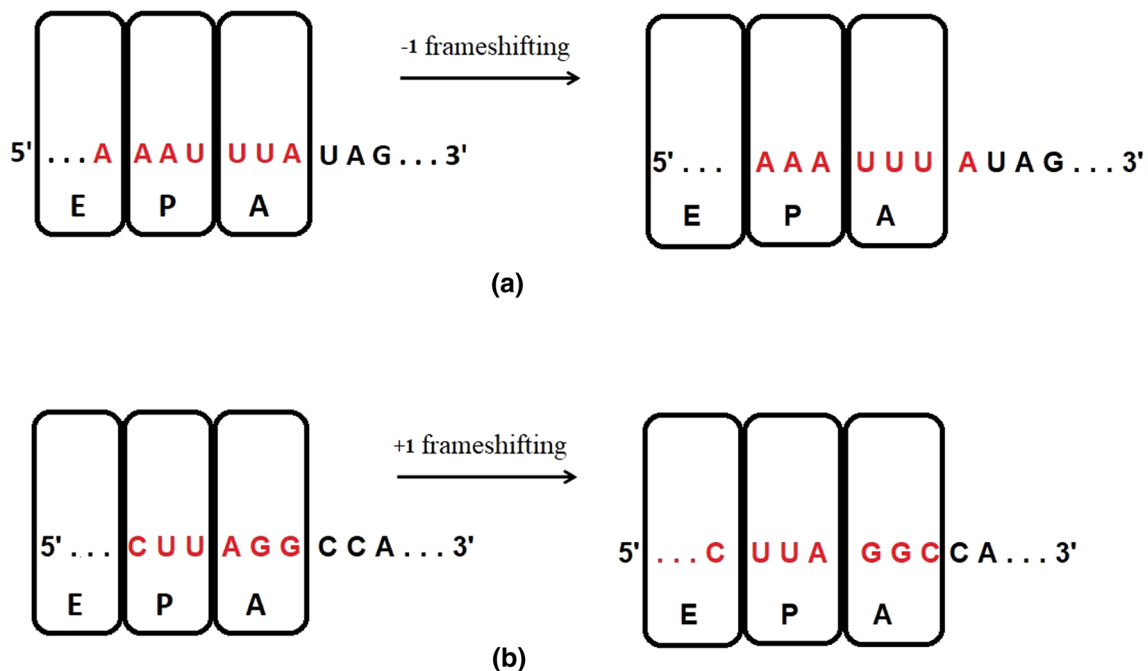 -1 frameshifting
5' ...A AAU UUA UAG...3'
E P A
5'... AAA UUU AUAG...3'
E P A
(a)
+1 frameshifting
5'... CUU AGG CCA...3'
E P A
5' ...C UUA GGC CA...3'
E P A
(b)